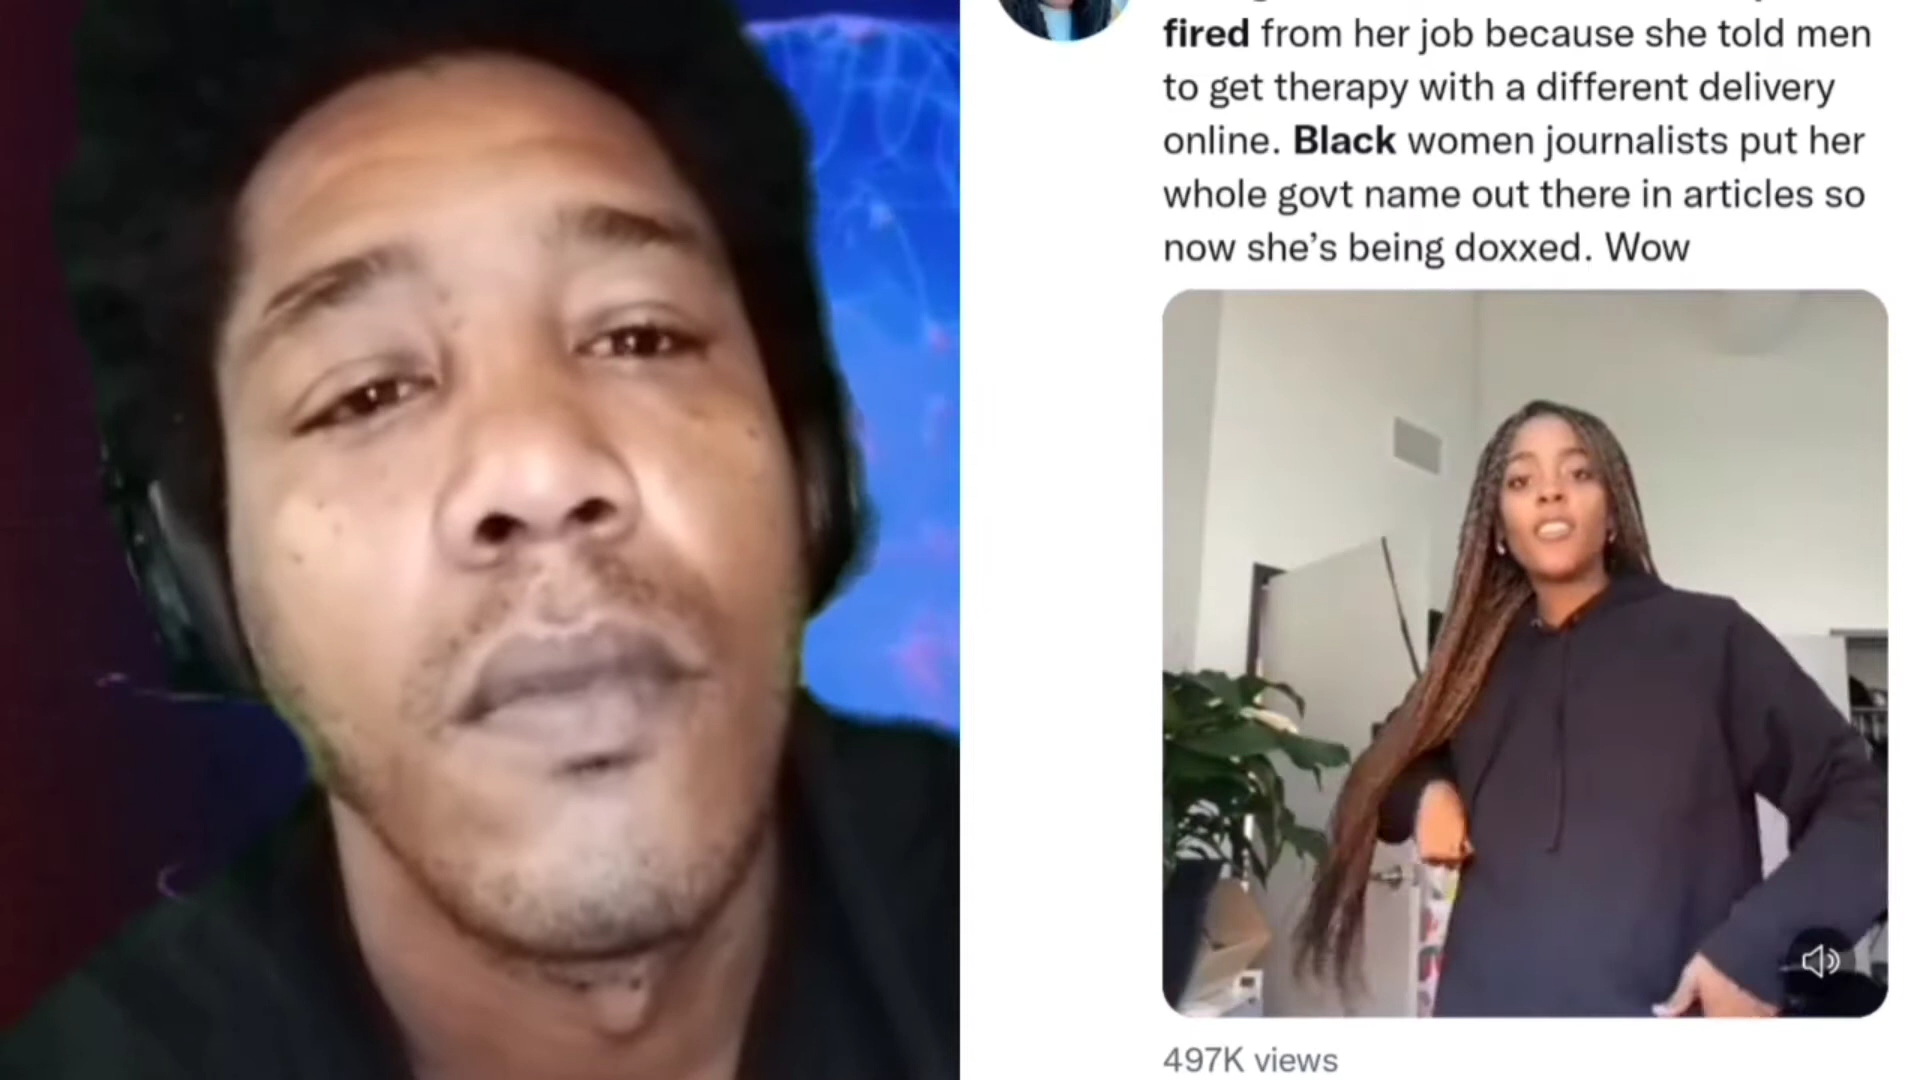 fired from her job because she told men
to get therapy with a different delivery
online. Black women journalists put her
whole govt name out there in articles so
now she’s being doxxed. Wow
497K views